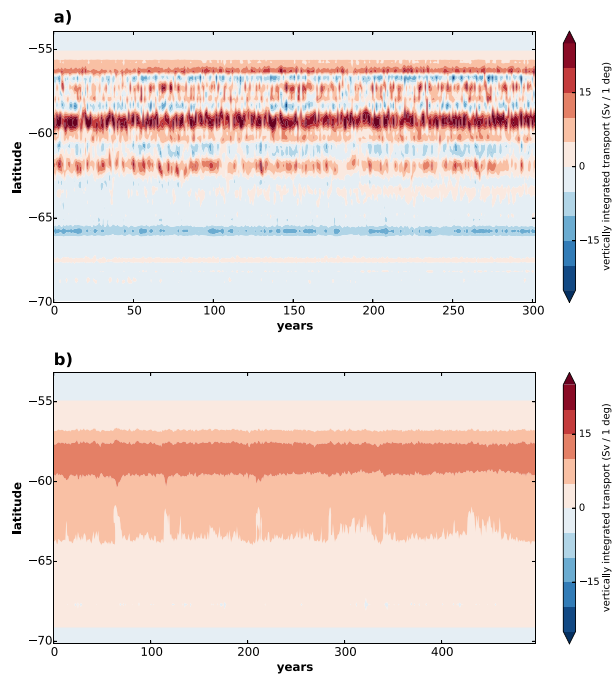 a)
−55
−60
−65
−70
latitude
0 50 100 150 200 250 300
years
15
0
−15
vertically integrated transport (Sv / 1 deg)
b)
−55
−60
−65
−70
latitude
0 100 200 300 400
years
15
0
−15
vertically integrated transport (Sv / 1 deg)